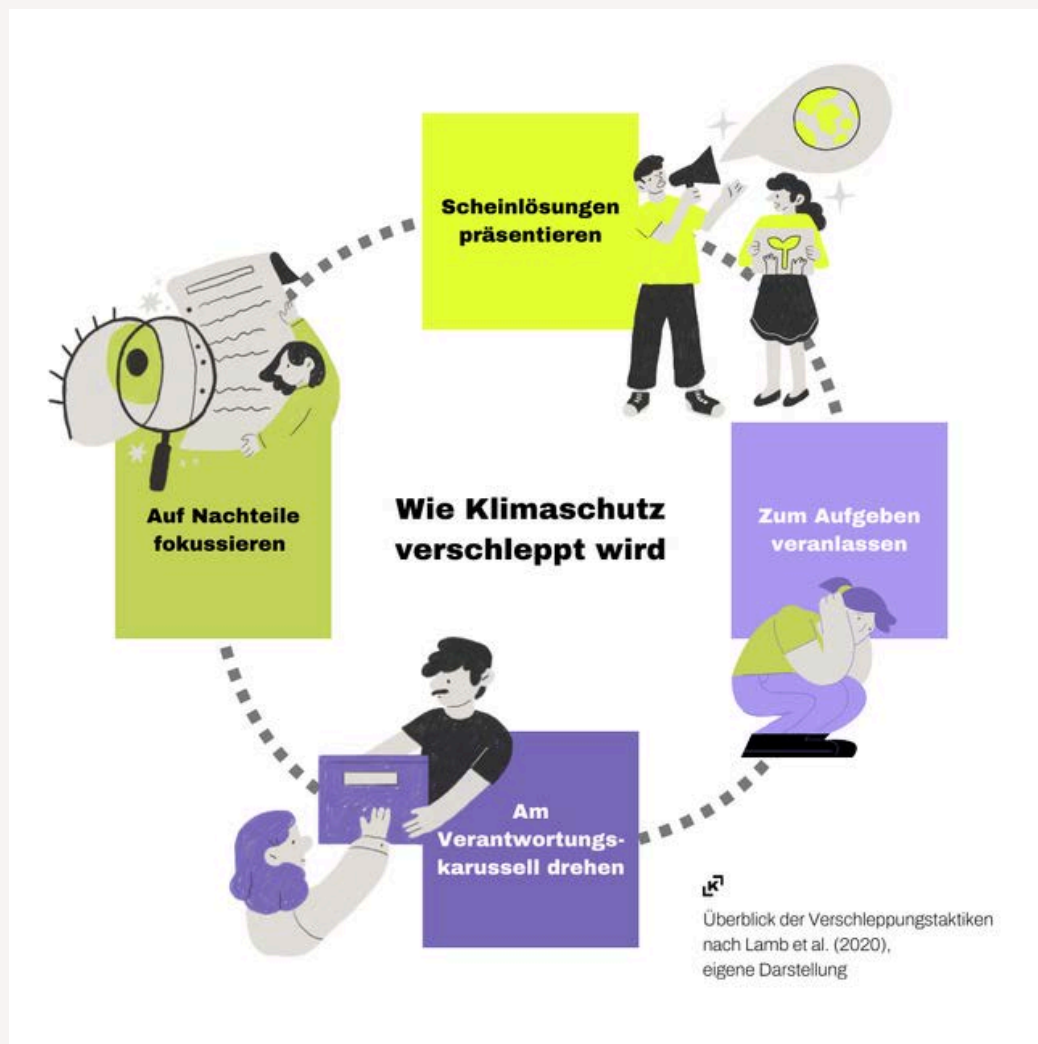 Scheinlösungen
präsentieren
Auf Nachteile
fokussieren
Wie Klimaschutz
verschleppt wird
Zum Aufgeben
veranlassen
Am
Verantwortungs-
karussell drehen
K
Überblick der Verschleppungstaktiken
nach Lamb et al. (2020),
eigene Darstellung